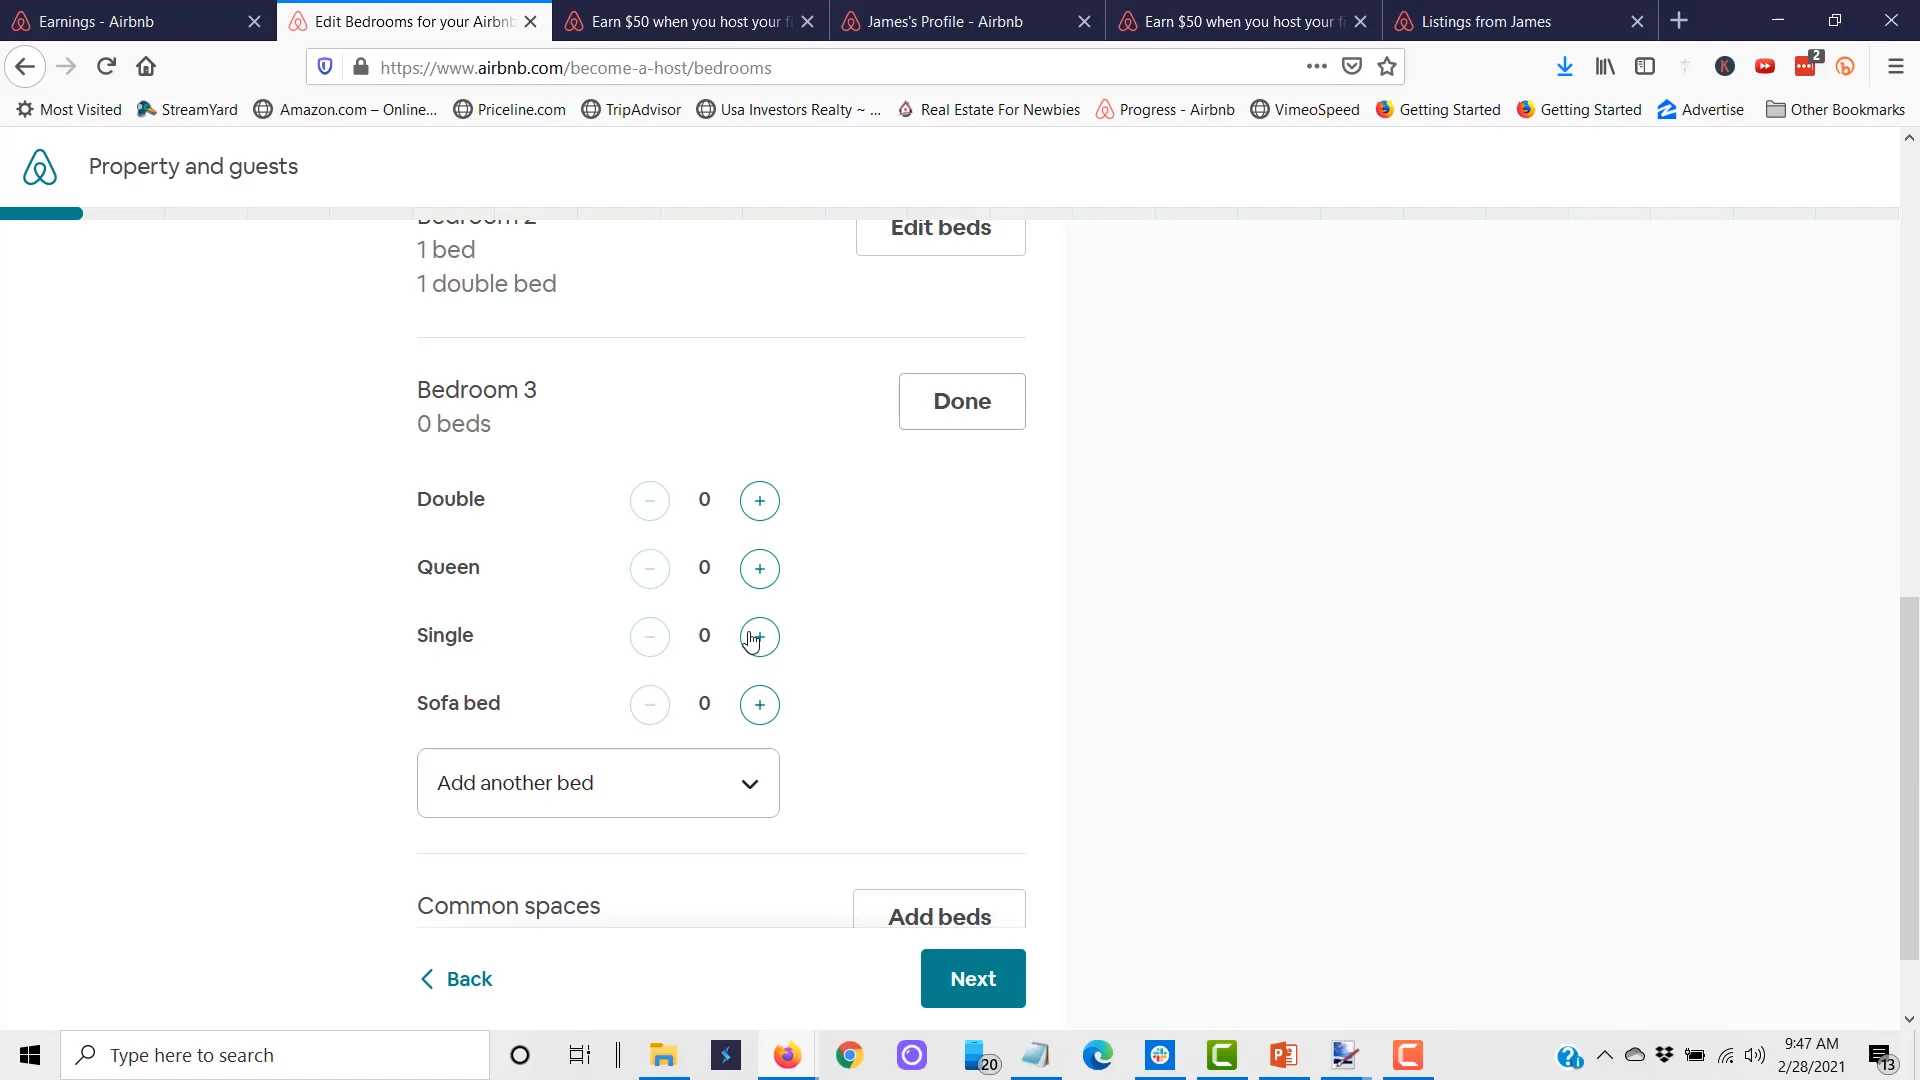 Earnings - Airbnb
Edit Bedrooms for your Airbnb
Earn $50 when you host your fi
James's Profile - Airbnb
Earn $50 when you host your fi
Listings from James
https://www.airbnb.com/become-a-host/bedrooms
2
Most Visited
StreamYard
Amazon.com – Online...
Priceline.com
TripAdvisor
Usa Investors Realty ~ ...
Real Estate For Newbies
Progress - Airbnb
VimeoSpeed
Getting Started
Getting Started
Advertise
Other Bookmarks
Property and guests
Bedroom 2
Edit beds
1 bed
1 double bed
Bedroom 3
Done
0 beds
Double
0
Queen
0
Single
0
Sofa bed
0
Add another bed
Common spaces
Add beds
Back
Next
Type here to search
20
9:47 AM
2/28/2021
13